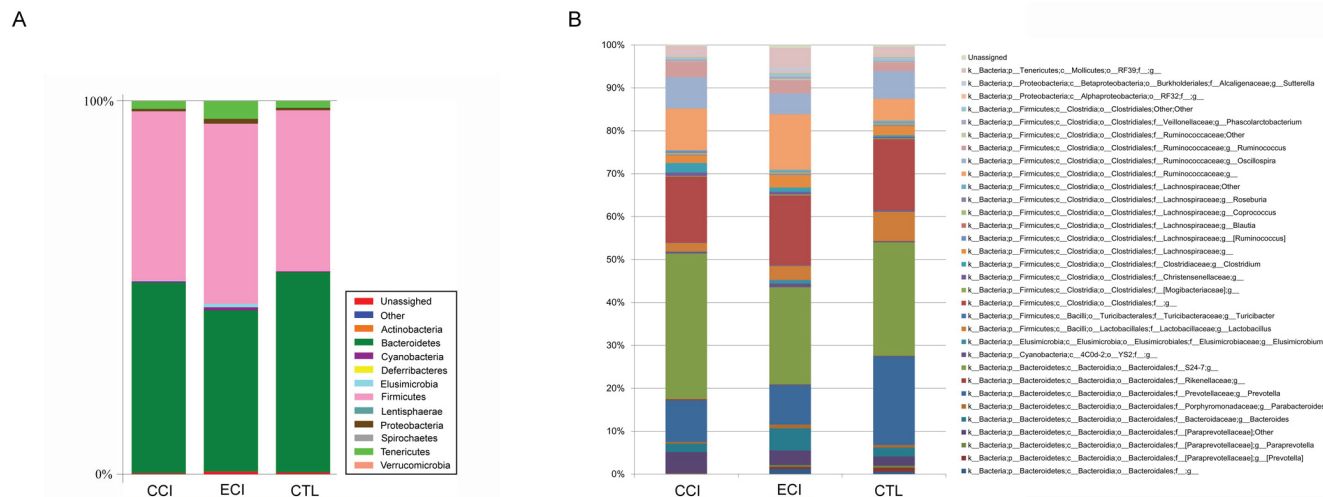 A
100%
0%
CCI
ECI
CTL
Unassighed
Other
Actinobacteria
Bacteroidetes
Cyanobacteria
Deferribacteres
Elusimicrobia
Firmicutes
Lentisphaerae
Proteobacteria
Spirochaetes
Tenericutes
Verrucomicrobia
B
100%
90%
80%
70%
60%
50%
40%
30%
20%
10%
0%
CCI
ECI
CTL
Unassigned
k__Bacteria;p__Tenericutes;c__Mollicutes;o__RF39;f__;g__
k__Bacteria;p__Proteobacteria;c__Betaproteobacteria;o__Burkholderiales;f__Alcaligenaceae;g__Sutterella
k__Bacteria;p__Proteobacteria;c__Alphaproteobacteria;o__RF32;f__;g__
k__Bacteria;p__Firmicutes;c__Clostridia;o__Clostridiales;Other;Other
k__Bacteria;p__Firmicutes;c__Clostridia;o__Clostridiales;f__Veillonellaceae;g__Phascolarctobacterium
k__Bacteria;p__Firmicutes;c__Clostridia;o__Clostridiales;f__Ruminococcaceae;Other
k__Bacteria;p__Firmicutes;c__Clostridia;o__Clostridiales;f__Ruminococcaceae;g__Ruminococcus
k__Bacteria;p__Firmicutes;c__Clostridia;o__Clostridiales;f__Ruminococcaceae;g__Oscillospira
k__Bacteria;p__Firmicutes;c__Clostridia;o__Clostridiales;f__Ruminococcaceae;g__
k__Bacteria;p__Firmicutes;c__Clostridia;o__Clostridiales;f__Lachnospiraceae;Other
k__Bacteria;p__Firmicutes;c__Clostridia;o__Clostridiales;f__Lachnospiraceae;g__Roseburia
k__Bacteria;p__Firmicutes;c__Clostridia;o__Clostridiales;f__Lachnospiraceae;g__Coprococcus
k__Bacteria;p__Firmicutes;c__Clostridia;o__Clostridiales;f__Lachnospiraceae;g__Blautia
k__Bacteria;p__Firmicutes;c__Clostridia;o__Clostridiales;f__Lachnospiraceae;g__[Ruminococcus]
k__Bacteria;p__Firmicutes;c__Clostridia;o__Clostridiales;f__Lachnospiraceae;g__
k__Bacteria;p__Firmicutes;c__Clostridia;o__Clostridiales;f__Clostridiaceae;g__Clostridium
k__Bacteria;p__Firmicutes;c__Clostridia;o__Clostridiales;f__Christensenellaceae;g__
k__Bacteria;p__Firmicutes;c__Clostridia;o__Clostridiales;f__[Mogibacteriaceae];g__
k__Bacteria;p__Firmicutes;c__Clostridia;o__Clostridiales;f__;g__
k__Bacteria;p__Firmicutes;c__Bacilli;o__Turicibacterales;f__Turicibacteraceae;g__Turicibacter
k__Bacteria;p__Firmicutes;c__Bacilli;o__Lactobacillales;f__Lactobacillaceae;g__Lactobacillus
k__Bacteria;p__Elusimicrobia;c__Elusimicrobia;o__Elusimicrobiales;f__Elusimicrobiaceae;g__Elusimicrobium
k__Bacteria;p__Cyanobacteria;c__4C0d-2;o__YS2;f__;g__
k__Bacteria;p__Bacteroidetes;c__Bacteroidia;o__Bacteroidales;f__S24-7;g__
k__Bacteria;p__Bacteroidetes;c__Bacteroidia;o__Bacteroidales;f__Rikenellaceae;g__
k__Bacteria;p__Bacteroidetes;c__Bacteroidia;o__Bacteroidales;f__Prevotellaceae;g__Prevotella
k__Bacteria;p__Bacteroidetes;c__Bacteroidia;o__Bacteroidales;f__Porphyromonadaceae;g__Parabacteroides
k__Bacteria;p__Bacteroidetes;c__Bacteroidia;o__Bacteroidales;f__Bacteroidaceae;g__Bacteroides
k__Bacteria;p__Bacteroidetes;c__Bacteroidia;o__Bacteroidales;f__[Paraprevotellaceae];Other
k__Bacteria;p__Bacteroidetes;c__Bacteroidia;o__Bacteroidales;f__[Paraprevotellaceae];g__Paraprevotella
k__Bacteria;p__Bacteroidetes;c__Bacteroidia;o__Bacteroidales;f__[Paraprevotellaceae];g__[Prevotella]
k__Bacteria;p__Bacteroidetes;c__Bacteroidia;o__Bacteroidales;f__;g__